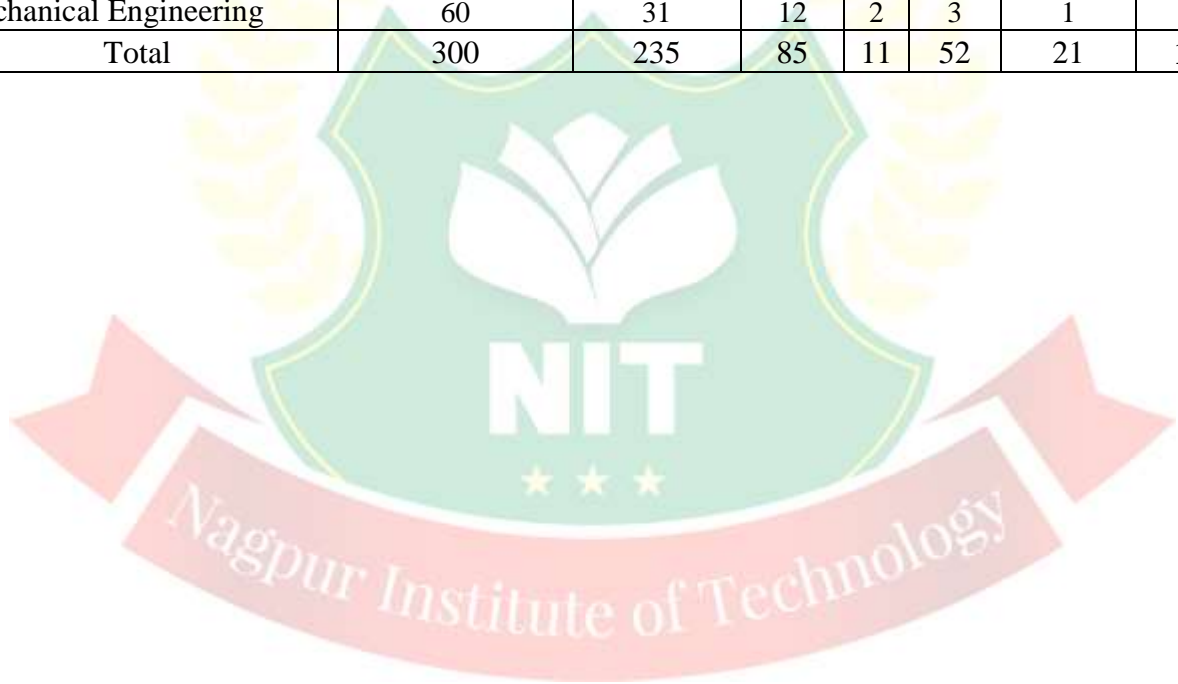 Engineering 60 31 12 2 3 1
Total 300 235 85 11 52 21
NIT
Nagpur Institute of Technology